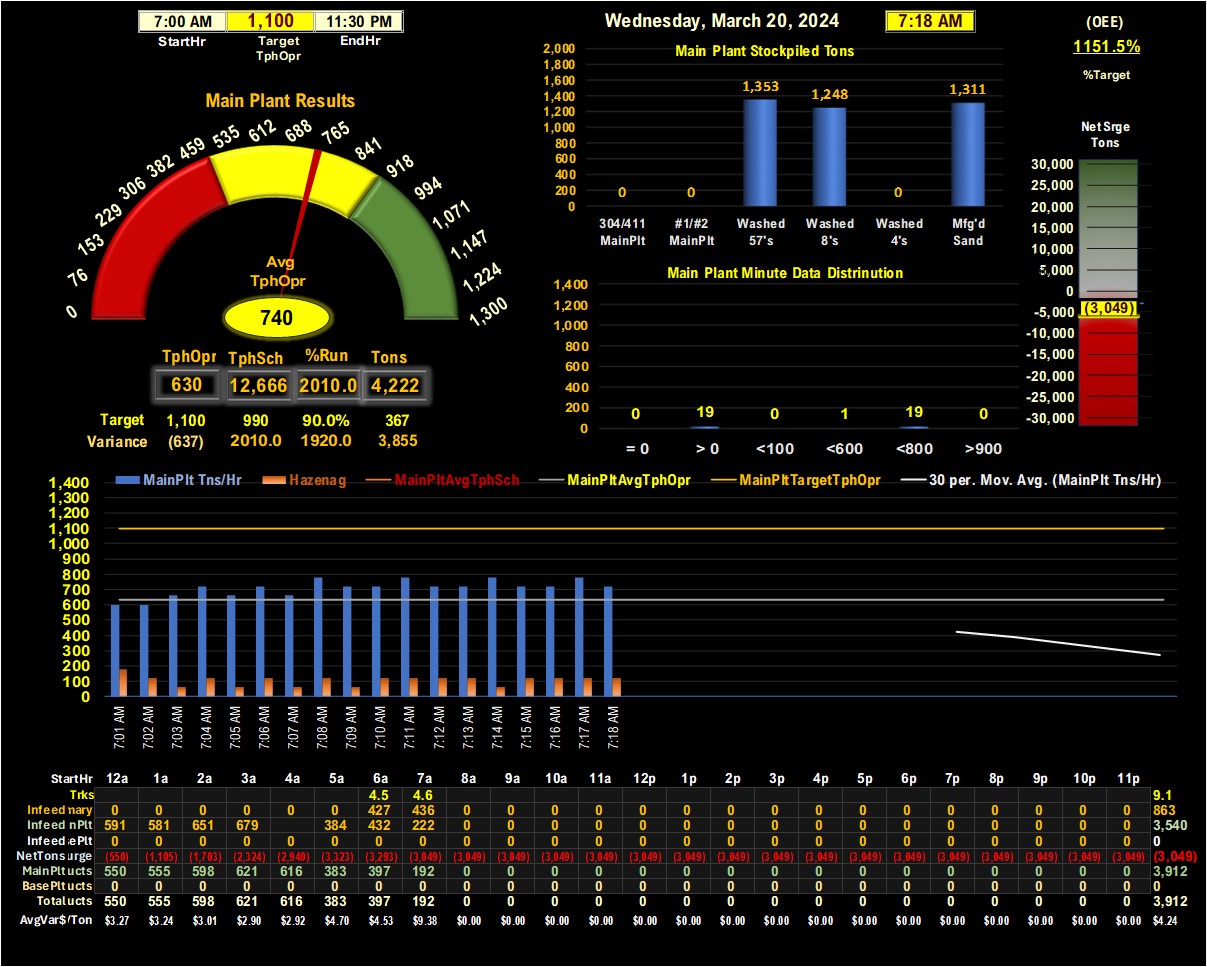 7:00 AM 1,100 11:30 PM
StartHr Target TphOpr EndHr
Wednesday, March 20, 2024 7:18 AM
(OEE)
1151.5%
%Target
Main Plant Results
0 76 153 229 306 382 459 535 612 688 765 841 918 994 1,071 1,147 1,224 1,300
Avg
TphOpr
740
TphOpr TphSch %Run Tons
630 12,666 2010.0 4,222
Target 1,100 990 90.0% 367
Variance (637) 2010.0 1920.0 3,855
Main Plant Stockpiled Tons
2,000
1,800
1,600
1,400
1,200
1,000
800
600
400
200
0
0 0 1,353 1,248 0 1,311
304/411 #1/#2 Washed Washed Washed Mfg'd
MainPlt MainPlt 57's 8's 4's Sand
Main Plant Minute Data Distrinution
1,400
1,200
1,000
800
600
400
200
0
0 19 0 1 19 0
= 0 > 0 <100 <600 <800 >900
Net Srge
Tons
30,000
25,000
20,000
15,000
10,000
5,000
0
-5,000
(3,049)
-10,000
-15,000
-20,000
-25,000
-30,000
MainPlt Tns/Hr Hazenag MainPltAvgTphSch MainPltAvgTphOpr MainPltTargetTphOpr 30 per. Mov. Avg. (MainPlt Tns/Hr)
1,400
1,300
1,200
1,100
1,000
900
800
700
600
500
400
300
200
100
0
7:01 AM 7:02 AM 7:03 AM 7:04 AM 7:05 AM 7:06 AM 7:07 AM 7:08 AM 7:09 AM 7:10 AM 7:11 AM 7:12 AM 7:13 AM 7:14 AM 7:15 AM 7:16 AM 7:17 AM 7:18 AM
StartHr 12a 1a 2a 3a 4a 5a 6a 7a 8a 9a 10a 11a 12p 1p 2p 3p 4p 5p 6p 7p 8p 9p 10p 11p
Trks 4.5 4.6 9.1
Infeed nary 0 0 0 0 0 0 427 436 0 0 0 0 0 0 0 0 0 0 0 0 0 0 0 0 863
Infeed nPlt 591 581 651 679 384 432 222 0 0 0 0 0 0 0 0 0 0 0 0 0 0 0 0 3,540
Infeed ePlt 0 0 0 0 0 0 0 0 0 0 0 0 0 0 0 0 0 0 0 0 0 0 0 0 0
NetTons urge (550) (1,105) (1,703) (2,324) (2,940) (3,323) (3,293) (3,049) (3,049) (3,049) (3,049) (3,049) (3,049) (3,049) (3,049) (3,049) (3,049) (3,049) (3,049) (3,049) (3,049) (3,049) (3,049) (3,049) (3,049)
MainPlt ucts 550 555 598 621 616 383 397 192 0 0 0 0 0 0 0 0 0 0 0 0 0 0 0 0 3,912
BasePlt ucts 0 0 0 0 0 0 0 0 0 0 0 0 0 0 0 0 0 0 0 0 0 0 0 0 0
Total ucts 550 555 598 621 616 383 397 192 0 0 0 0 0 0 0 0 0 0 0 0 0 0 0 0 3,912
AvgVar$/Ton $3.27 $3.24 $3.01 $2.90 $2.92 $4.70 $4.53 $9.38 $0.00 $0.00 $0.00 $0.00 $0.00 $0.00 $0.00 $0.00 $0.00 $0.00 $0.00 $0.00 $0.00 $0.00 $0.00 $0.00 $4.24